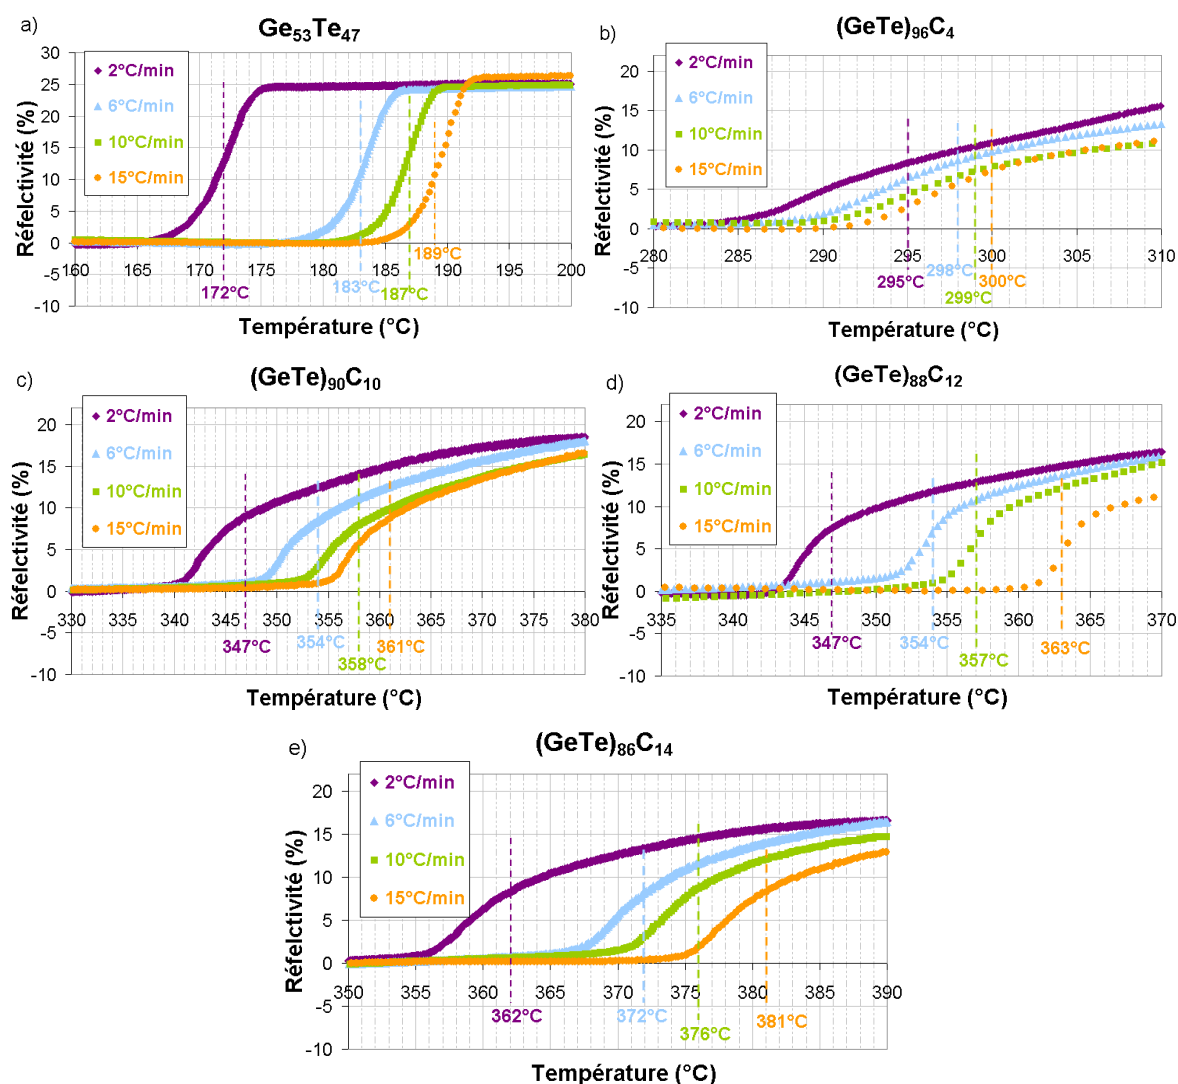 a)
Ge53Te47
Réfelctivité (%)
30
25
20
15
10
5
0
-5
-10
2°C/min
6°C/min
10°C/min
15°C/min
160 165 170 175 180 185 190 195 200
172°C
183°C
187°C
189°C
Température (°C)
b)
(GeTe)96C4
Réfelctivité (%)
20
15
10
5
0
-5
-10
2°C/min
6°C/min
10°C/min
15°C/min
280 285 290 295 300 305 310
295°C
298°C
299°C
300°C
Température (°C)
c)
(GeTe)90C10
Réfelctivité (%)
20
15
10
5
0
-5
-10
2°C/min
6°C/min
10°C/min
15°C/min
330 335 340 345 350 355 360 365 370 375 380
347°C
354°C
358°C
361°C
Température (°C)
d)
(GeTe)88C12
Réfelctivité (%)
20
15
10
5
0
-5
-10
2°C/min
6°C/min
10°C/min
15°C/min
335 340 345 350 355 360 365 370
347°C
354°C
357°C
363°C
Température (°C)
e)
(GeTe)86C14
Réfelctivité (%)
20
15
10
5
0
-5
-10
2°C/min
6°C/min
10°C/min
15°C/min
350 355 360 365 370 375 380 385 390
362°C
372°C
376°C
381°C
Température (°C)